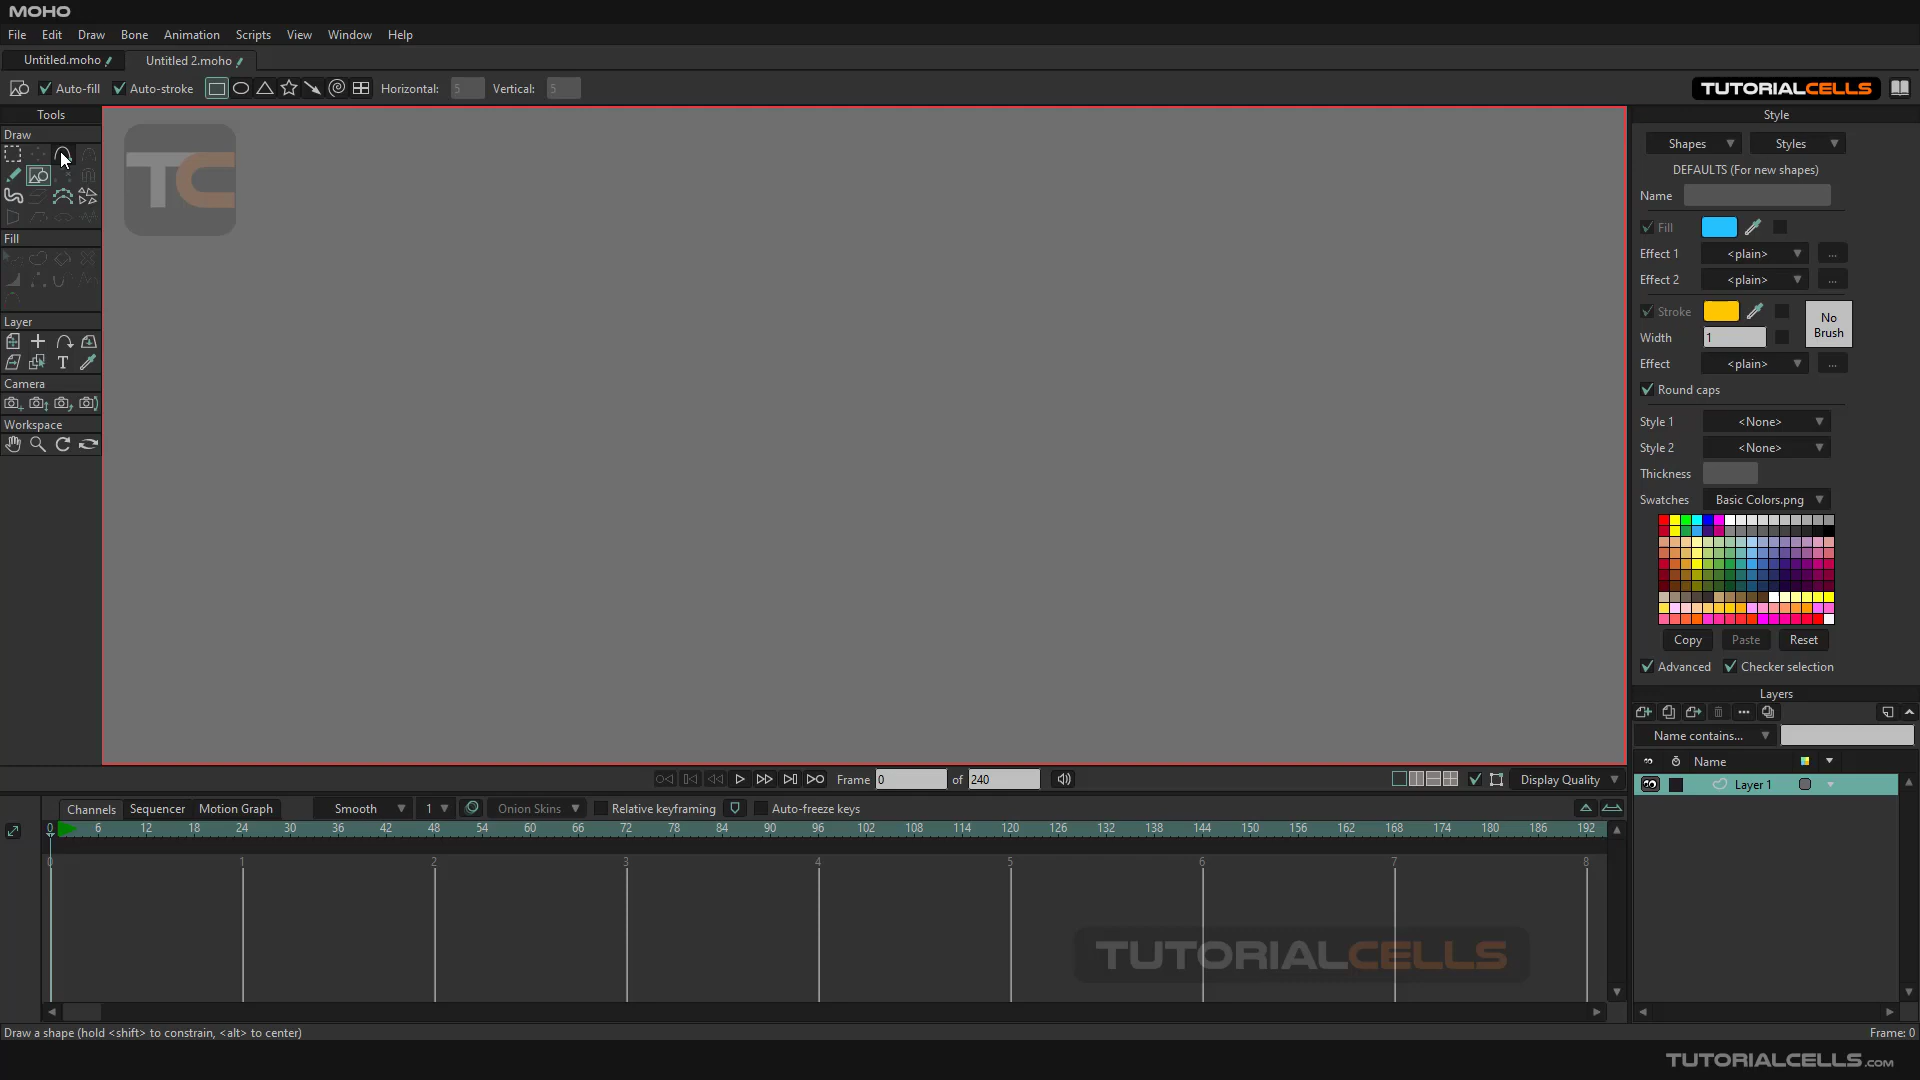 MOHO
File Edit Draw Bone Animation Scripts View Window Help
Untitled.moho Untitled 2.moho
Auto-fill Auto-stroke Horizontal: 5 Vertical: 5
TUTORIALCELLS
Tools
Draw
Fill
Layer
T
Camera
Workspace
TC
Style
Shapes Styles
DEFAULTS (For new shapes)
Name
Fill
Effect 1 <plain> ...
Effect 2 <plain> ...
Stroke
No
Brush
Width 1
Effect <plain> ...
Round caps
Style 1 <None>
Style 2 <None>
Thickness
Swatches Basic Colors.png
Copy Paste Reset
Advanced Checker selection
Layers
Name contains...
Name
Layer 1
Frame 0 of 240
Display Quality
Channels Sequencer Motion Graph Smooth 1 Onion Skins Relative keyframing Auto-freeze keys
0 6 12 18 24 30 36 42 48 54 60 66 72 78 84 90 96 102 108 114 120 126 132 138 144 150 156 162 168 174 180 186 192
0 1 2 3 4 5 6 7 8
TUTORIALCELLS
Draw a shape (hold <shift> to constrain, <alt> to center)
Frame: 0
TUTORIALCELLS.COM